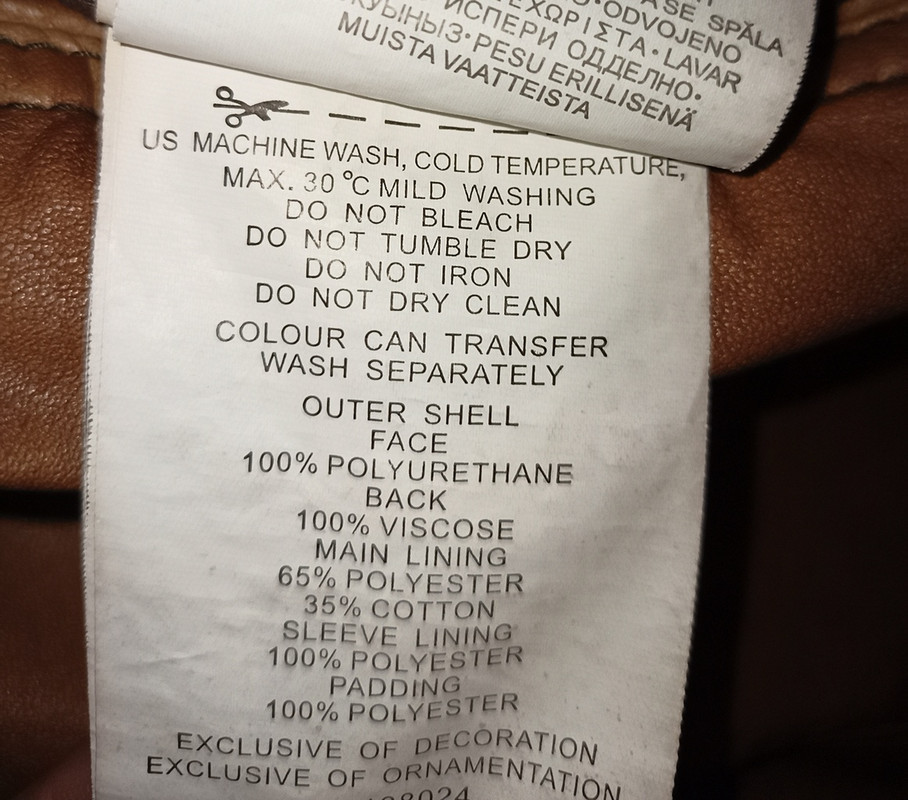 SE SPĂLA
ODVOJENO
ΧΩΡΙΣΤΑ• LAVAR
ИСПЕРИ ОДДЕЛНО•
PESU ERILLISENÄ
MUISTA VAATTEISTA
US MACHINE WASH, COLD TEMPERATURE,
MAX. 30 °C MILD WASHING
DO NOT BLEACH
DO NOT TUMBLE DRY
DO NOT IRON
DO NOT DRY CLEAN
COLOUR CAN TRANSFER
WASH SEPARATELY
OUTER SHELL
FACE
100% POLYURETHANE
BACK
100% VISCOSE
MAIN LINING
65% POLYESTER
35% COTTON
SLEEVE LINING
100% POLYESTER
PADDING
100% POLYESTER
EXCLUSIVE OF DECORATION
EXCLUSIVE OF ORNAMENTATION